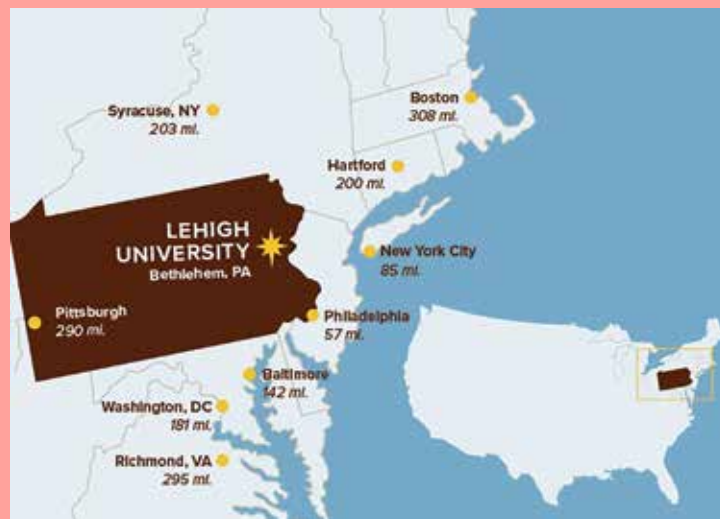 Syracuse, NY
203 mi.
Boston
308 mi.
Hartford
200 mi.
LEHIGH
UNIVERSITY
Bethlehem, PA
New York City
85 mi.
Pittsburgh
290 mi.
Philadelphia
57 mi.
Baltimore
142 mi.
Washington, DC
181 mi.
Richmond, VA
295 mi.